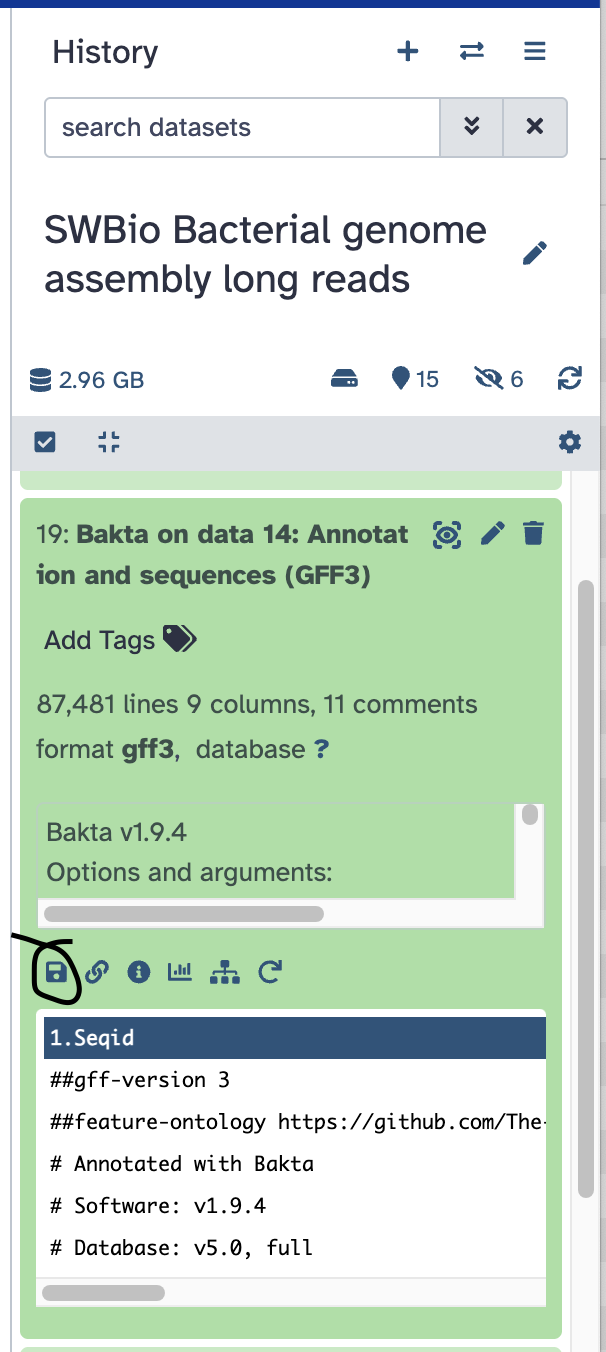 History
search datasets
SWBio Bacterial genome
assembly long reads
2.96 GB 15 6
19: Bakta on data 14: Annotat
ion and sequences (GFF3)
Add Tags
87,481 lines 9 columns, 11 comments
format gff3, database ?
Bakta v1.9.4
Options and arguments:
1.Seqid
##gff-version 3
##feature-ontology https://github.com/The-
# Annotated with Bakta
# Software: v1.9.4
# Database: v5.0, full